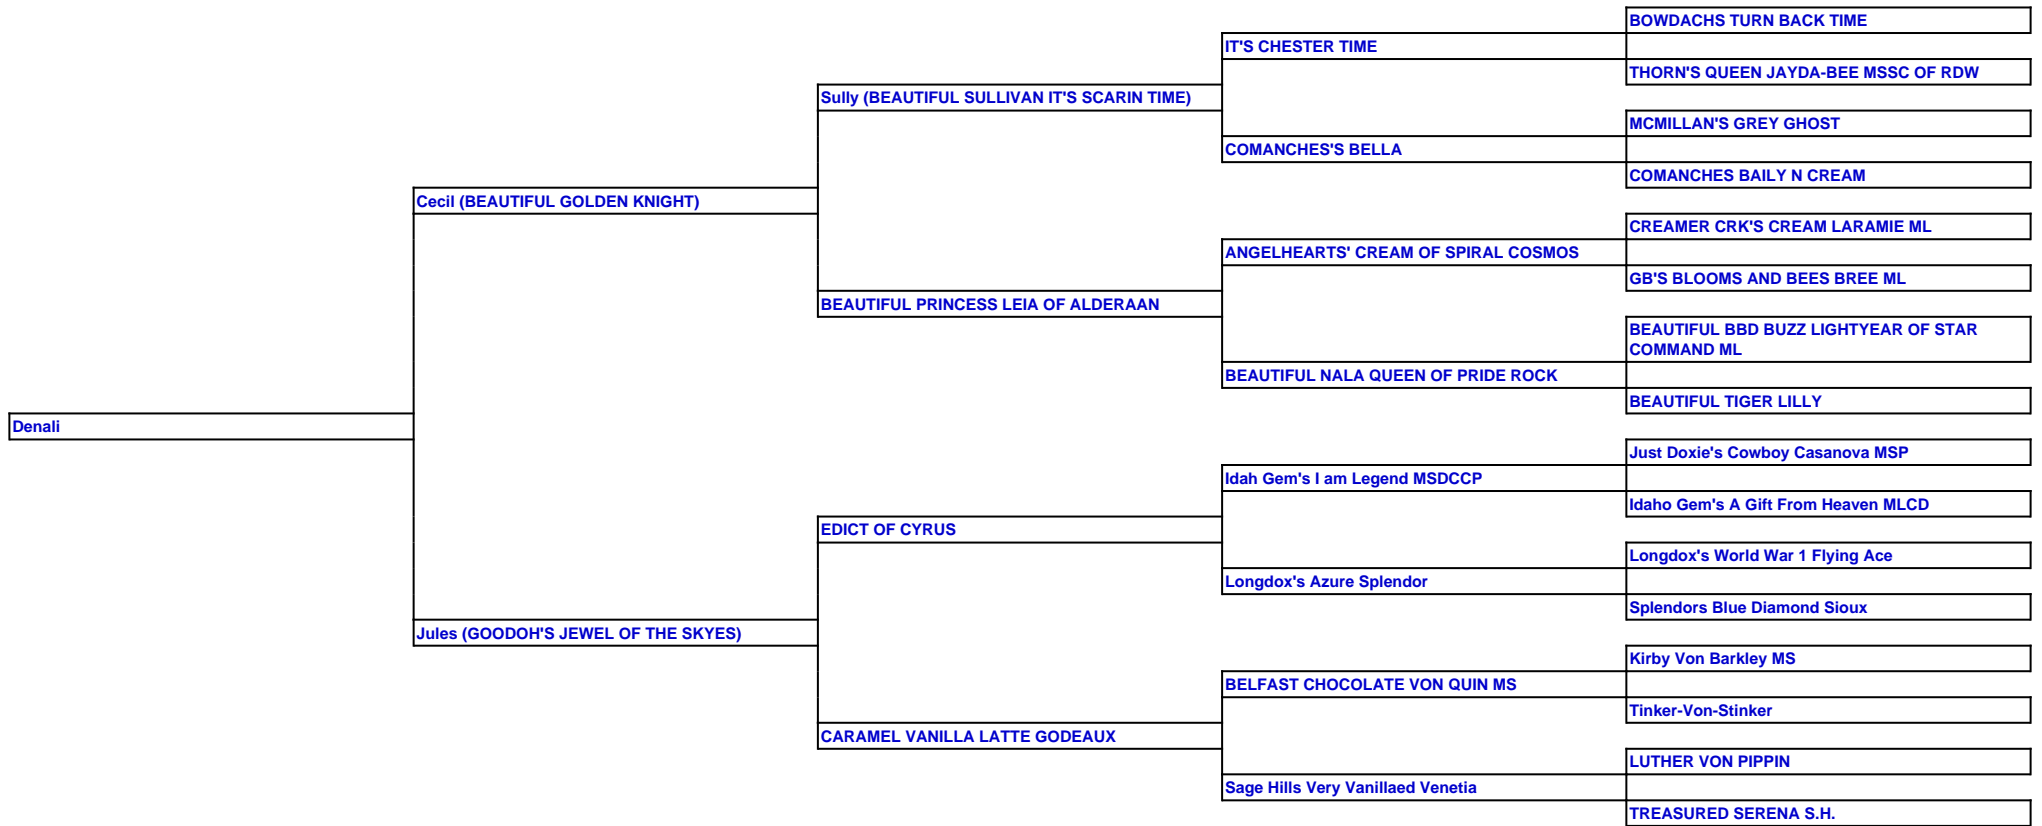 BOWDACHS TURN BACK TIME
IT'S CHESTER TIME
THORN'S QUEEN JAYDA-BEE MSSC OF RDW
Sully (BEAUTIFUL SULLIVAN IT'S SCARIN TIME)
MCMILLAN'S GREY GHOST
COMANCHES'S BELLA
COMANCHES BAILY N CREAM
Cecil (BEAUTIFUL GOLDEN KNIGHT)
CREAMER CRK'S CREAM LARAMIE ML
ANGELHEARTS' CREAM OF SPIRAL COSMOS
GB'S BLOOMS AND BEES BREE ML
BEAUTIFUL PRINCESS LEIA OF ALDERAAN
BEAUTIFUL BBD BUZZ LIGHTYEAR OF STAR
COMMAND ML
BEAUTIFUL NALA QUEEN OF PRIDE ROCK
BEAUTIFUL TIGER LILLY
Denali
Just Doxie's Cowboy Casanova MSP
Idah Gem's I am Legend MSDCCP
Idaho Gem's A Gift From Heaven MLCD
EDICT OF CYRUS
Longdox's World War 1 Flying Ace
Longdox's Azure Splendor
Splendors Blue Diamond Sioux
Jules (GOODOH'S JEWEL OF THE SKYES)
Kirby Von Barkley MS
BELFAST CHOCOLATE VON QUIN MS
Tinker-Von-Stinker
CARAMEL VANILLA LATTE GODEAUX
LUTHER VON PIPPIN
Sage Hills Very Vanillaed Venetia
TREASURED SERENA S.H.